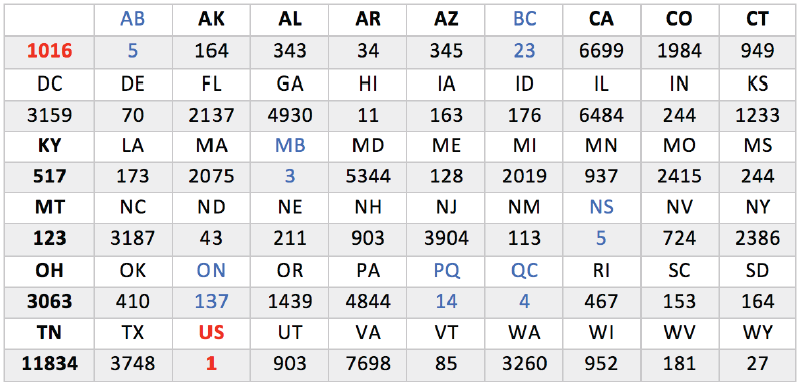 AB AK AL AR AZ BC CA CO CT
1016 5 164 343 34 345 23 6699 1984 949
DC DE FL GA HI IA ID IL IN KS
3159 70 2137 4930 11 163 176 6484 244 1233
KY LA MA MB MD ME MI MN MO MS
517 173 2075 3 5344 128 2019 937 2415 244
MT NC ND NE NH NJ NM NS NV NY
123 3187 43 211 903 3904 113 5 724 2386
OH OK ON OR PA PQ QC RI SC SD
3063 410 137 1439 4844 14 4 467 153 164
TN TX US UT VA VT WA WI WV WY
11834 3748 1 903 7698 85 3260 952 181 27